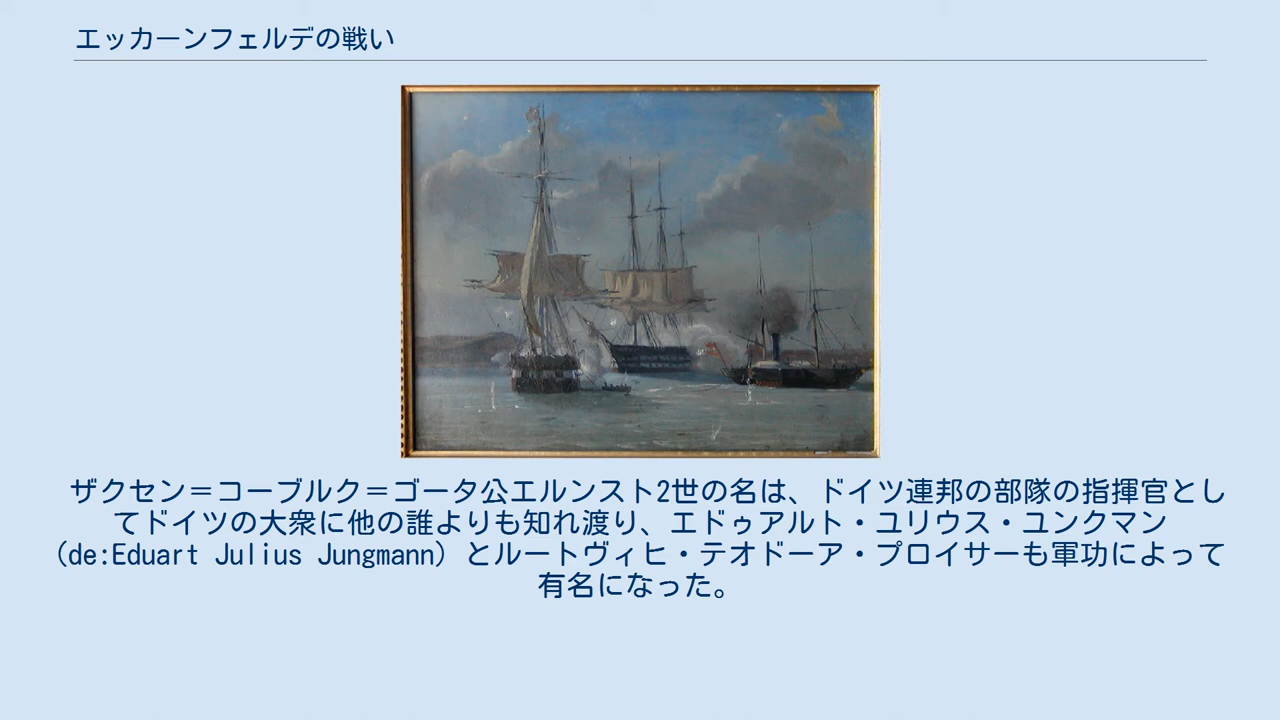 エッカーンフェルデの戦い
ザクセン＝コーブルク＝ゴータ公エルンスト2世の名は、ドイツ連邦の部隊の指揮官とし
てドイツの大衆に他の誰よりも知れ渡り、エドゥアルト・ユリウス・ユンクマン
（de:Eduart Julius Jungmann）とルートヴィヒ・テオドーア・プロイサーも軍功によって
有名になった。